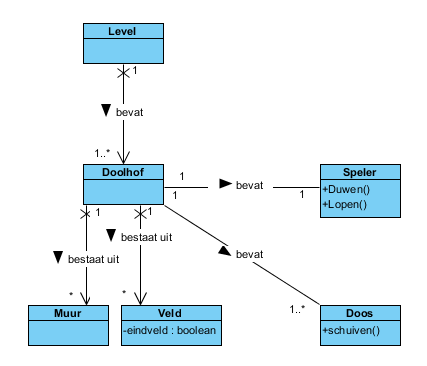 Level
1
bevat
1..*
Doolhof
1
1
bevat
1
Speler
+Duwen()
+Lopen()
1
1
bestaat uit
bestaat uit
bevat
*
*
1..*
Muur
Veld
-eindveld : boolean
Doos
+schuiven()